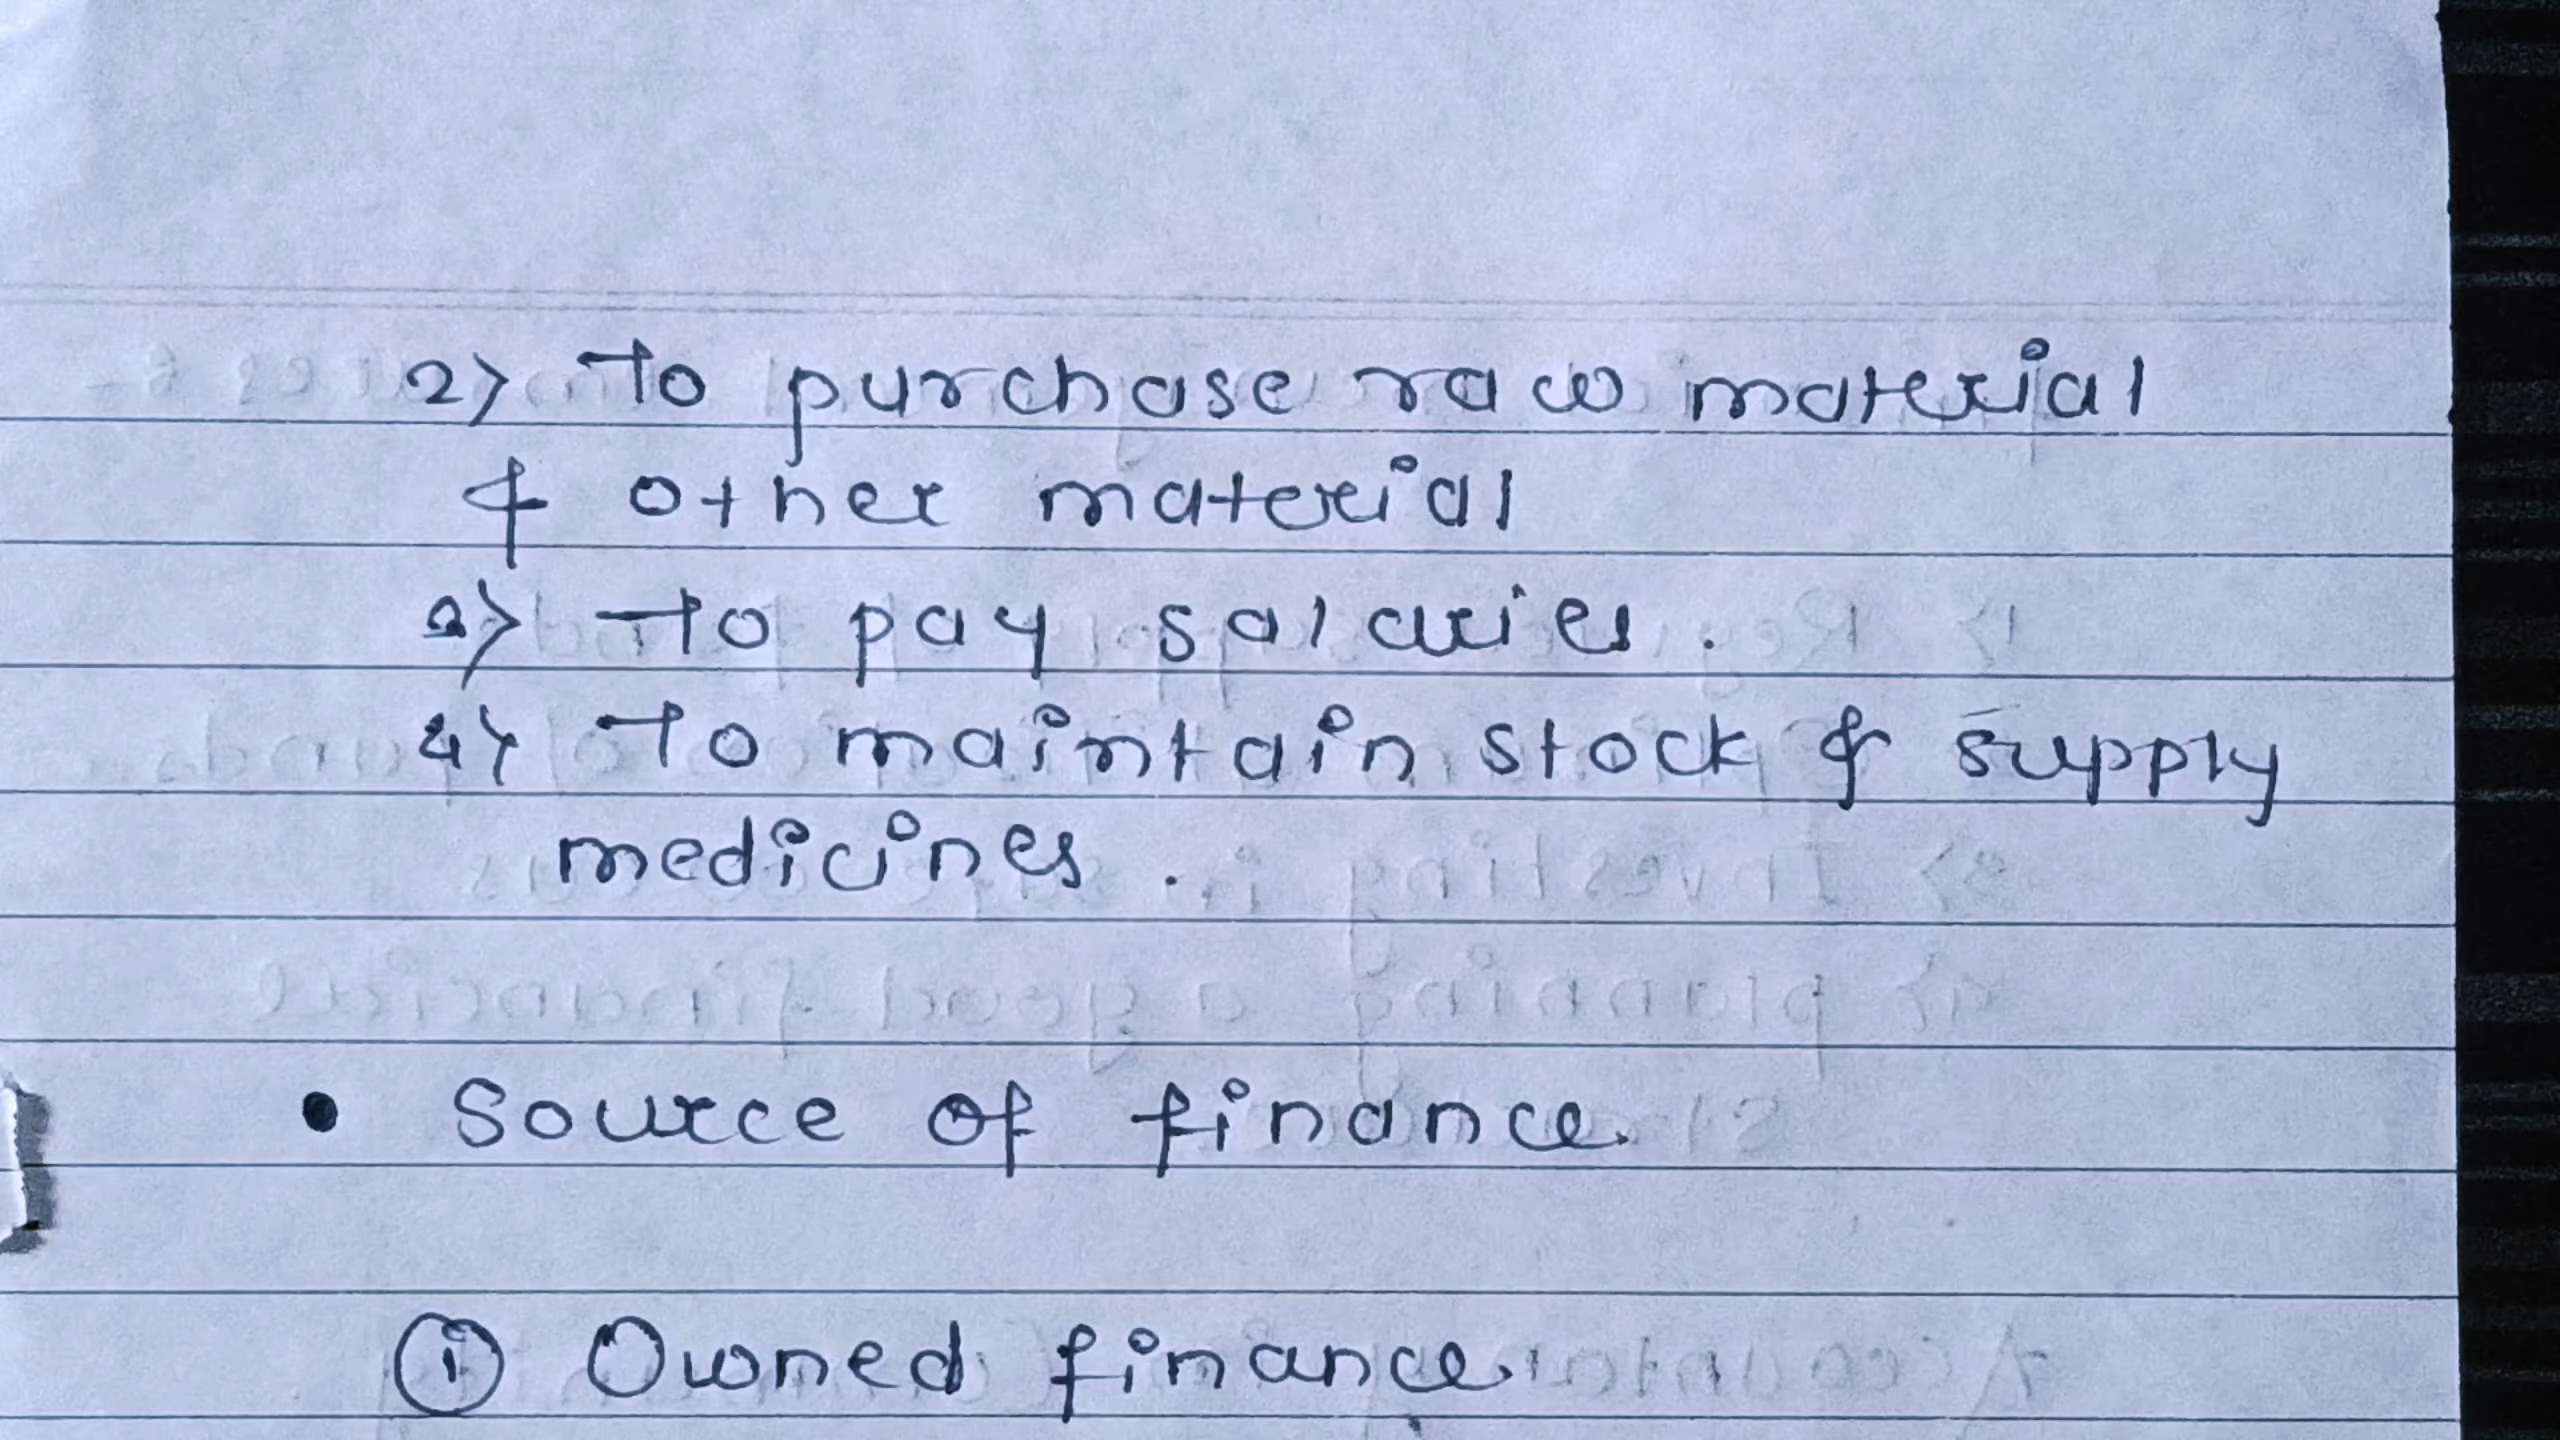 2) To purchase raw material
& other material
3) To pay salaries.
4) To maintain stock & supply
medicines.
• Source of finance.
(i) Owned finance.